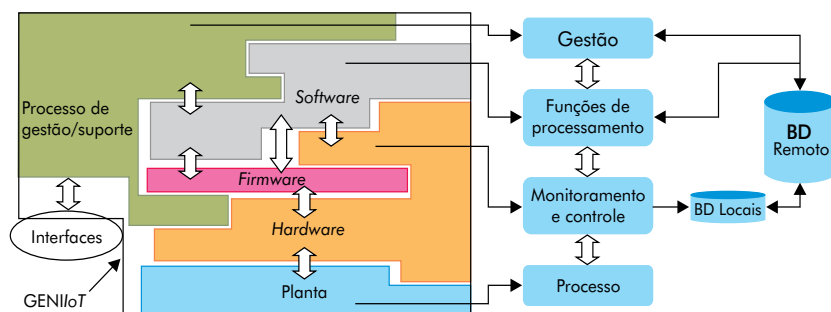 Processo de
gestão/suporte
Software
Firmware
Hardware
Planta
Interfaces
GENIIoT
Gestão
Funções de
processamento
Monitoramento
e controle
Processo
BD Locais
BD
Remoto